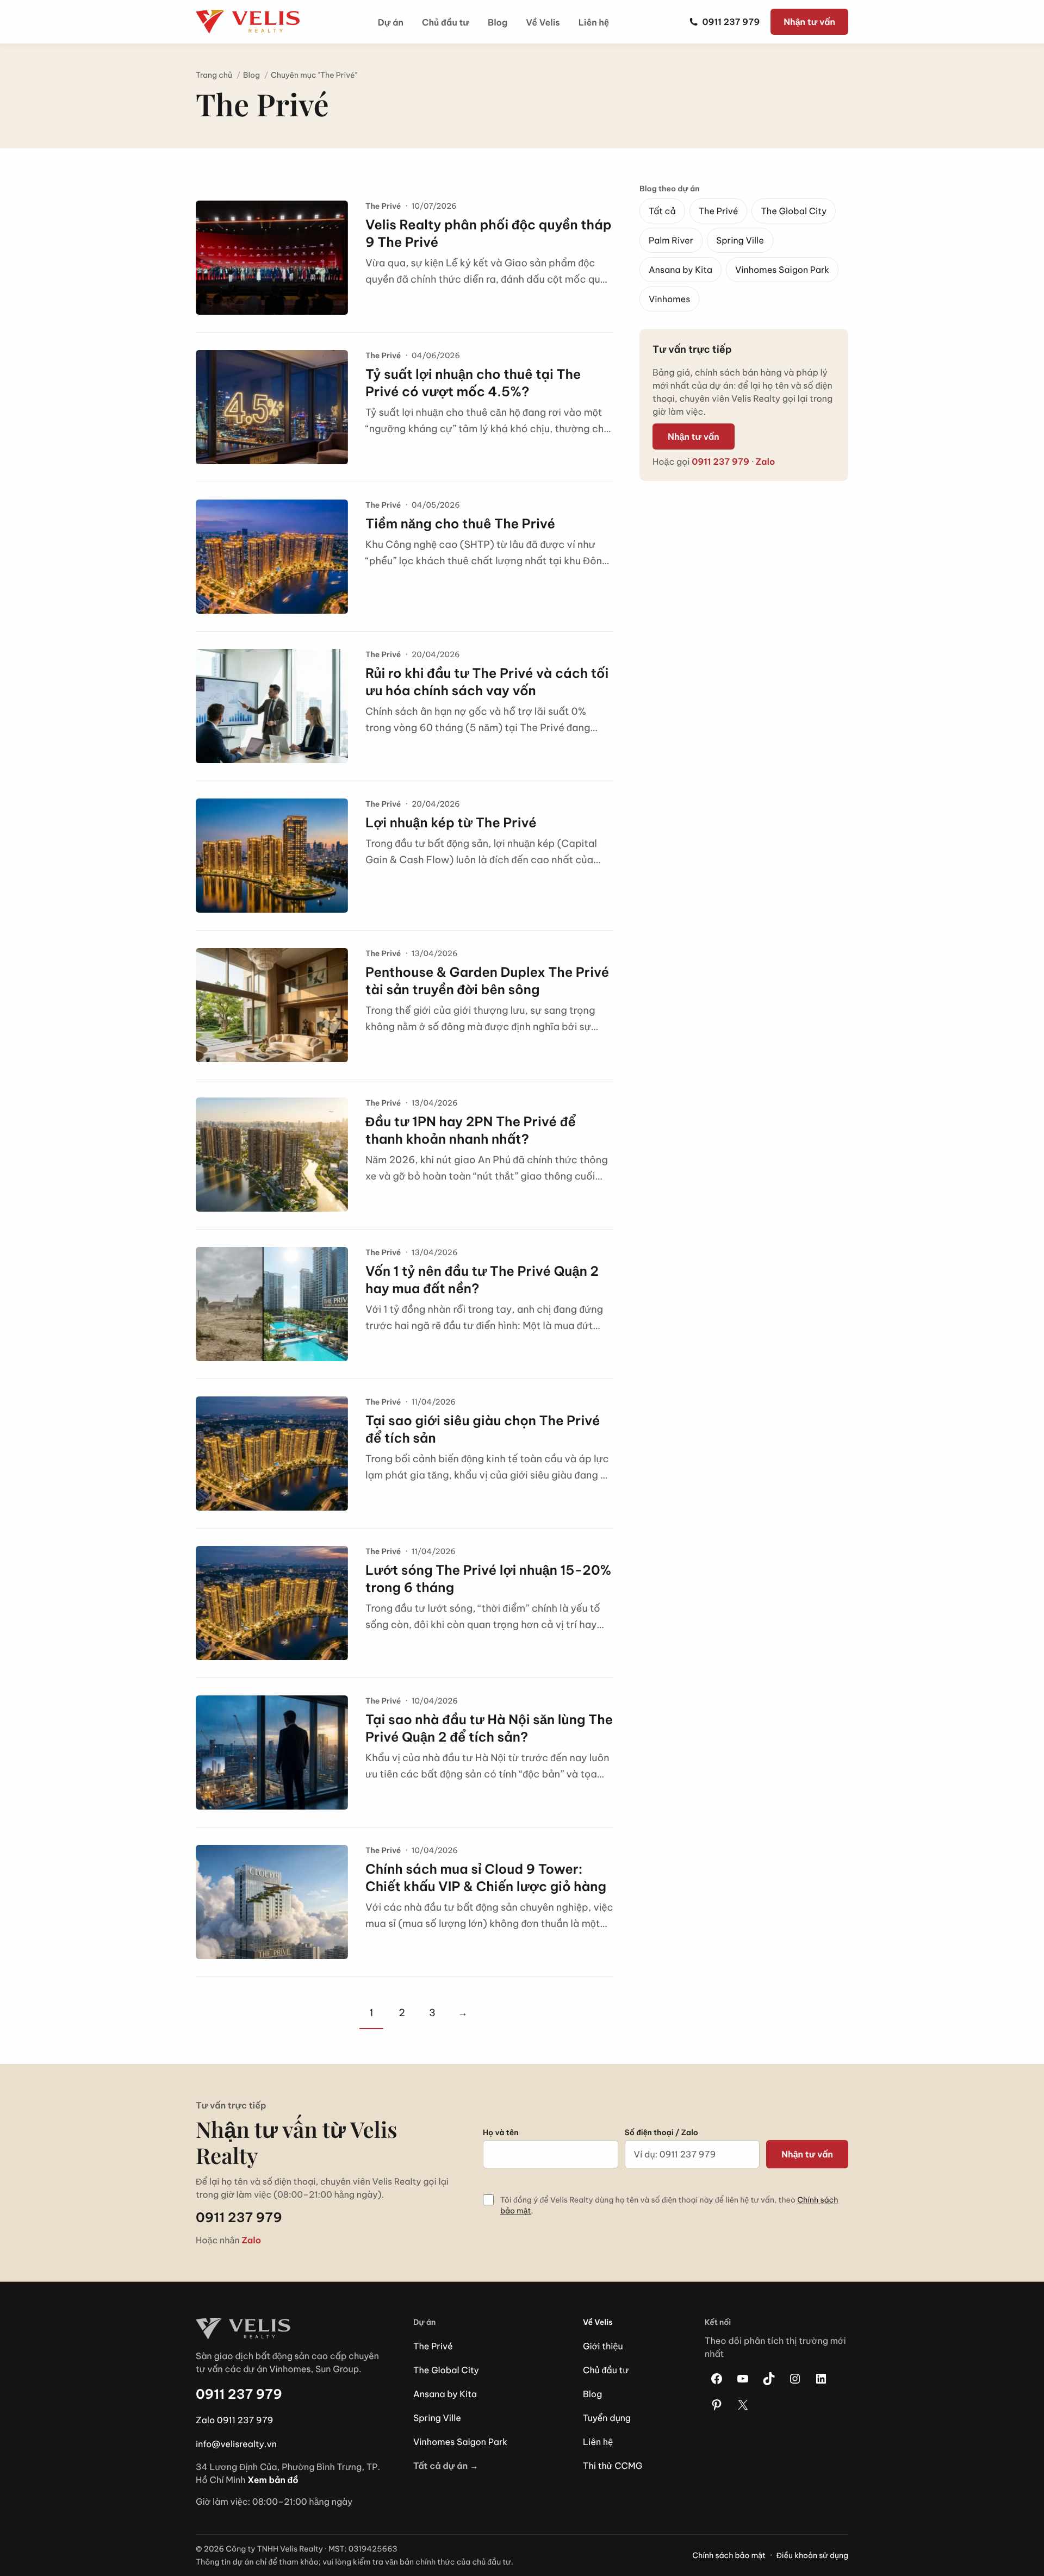 VELIS
REALTY
Dự án
Chủ đầu tư
Blog
Về Velis
Liên hệ
0911 237 979
Nhận tư vấn
Trang chủ / Blog / Chuyên mục "The Privé"
The Privé
The Privé · 10/07/2026
Velis Realty phân phối độc quyền tháp
9 The Privé
Vừa qua, sự kiện Lễ ký kết và Giao sản phẩm độc
quyền đã chính thức diễn ra, đánh dấu cột mốc qu...
4.5%+
The Privé · 04/06/2026
Tỷ suất lợi nhuận cho thuê tại The
Privé có vượt mốc 4.5%?
Tỷ suất lợi nhuận cho thuê căn hộ đang rơi vào một
“ngưỡng kháng cự” tâm lý khá khó chịu, thường ch...
The Privé · 04/05/2026
Tiềm năng cho thuê The Privé
Khu Công nghệ cao (SHTP) từ lâu đã được ví như
“phễu” lọc khách thuê chất lượng nhất tại khu Đôn...
The Privé · 20/04/2026
Rủi ro khi đầu tư The Privé và cách tối
ưu hóa chính sách vay vốn
Chính sách ân hạn nợ gốc và hỗ trợ lãi suất 0%
trong vòng 60 tháng (5 năm) tại The Privé đang...
The Privé · 20/04/2026
Lợi nhuận kép từ The Privé
Trong đầu tư bất động sản, lợi nhuận kép (Capital
Gain & Cash Flow) luôn là đích đến cao nhất của...
The Privé · 13/04/2026
Penthouse & Garden Duplex The Privé
tài sản truyền đời bên sông
Trong thế giới của giới thượng lưu, sự sang trọng
không nằm ở số đông mà được định nghĩa bởi sự...
The Privé · 13/04/2026
Đầu tư 1PN hay 2PN The Privé để
thanh khoản nhanh nhất?
Năm 2026, khi nút giao An Phú đã chính thức thông
xe và gỡ bỏ hoàn toàn “nút thắt” giao thông cuối...
THE PRIVÉ
The Privé · 13/04/2026
Vốn 1 tỷ nên đầu tư The Privé Quận 2
hay mua đất nền?
Với 1 tỷ đồng nhàn rỗi trong tay, anh chị đang đứng
trước hai ngã rẽ đầu tư điển hình: Một là mua đứt...
The Privé · 11/04/2026
Tại sao giới siêu giàu chọn The Privé
để tích sản
Trong bối cảnh biến động kinh tế toàn cầu và áp lực
lạm phát gia tăng, khẩu vị của giới siêu giàu đang ...
The Privé · 11/04/2026
Lướt sóng The Privé lợi nhuận 15-20%
trong 6 tháng
Trong đầu tư lướt sóng, “thời điểm” chính là yếu tố
sống còn, đôi khi còn quan trọng hơn cả vị trí hay...
The Privé · 10/04/2026
Tại sao nhà đầu tư Hà Nội săn lùng The
Privé Quận 2 để tích sản?
Khẩu vị của nhà đầu tư Hà Nội từ trước đến nay luôn
ưu tiên các bất động sản có tính “độc bản” và tọa...
THE PRIVÉ
The Privé · 10/04/2026
Chính sách mua sỉ Cloud 9 Tower:
Chiết khấu VIP & Chiến lược giỏ hàng
Với các nhà đầu tư bất động sản chuyên nghiệp, việc
mua sỉ (mua số lượng lớn) không đơn thuần là một...
1 2 3 →
Blog theo dự án
Tất cả
The Privé
The Global City
Palm River
Spring Ville
Ansana by Kita
Vinhomes Saigon Park
Vinhomes
Tư vấn trực tiếp
Bảng giá, chính sách bán hàng và pháp lý
mới nhất của dự án: để lại họ tên và số điện
thoại, chuyên viên Velis Realty gọi lại trong
giờ làm việc.
Nhận tư vấn
Hoặc gọi 0911 237 979 · Zalo
Tư vấn trực tiếp
Nhận tư vấn từ Velis
Realty
Để lại họ tên và số điện thoại, chuyên viên Velis Realty gọi lại
trong giờ làm việc (08:00–21:00 hằng ngày).
0911 237 979
Hoặc nhắn Zalo
Họ và tên
Số điện thoại / Zalo
Ví dụ: 0911 237 979
Nhận tư vấn
Tôi đồng ý để Velis Realty dùng họ tên và số điện thoại này để liên hệ tư vấn, theo Chính sách
bảo mật.
VELIS
REALTY
Sàn giao dịch bất động sản cao cấp chuyên
tư vấn các dự án Vinhomes, Sun Group.
0911 237 979
Zalo 0911 237 979
info@velisrealty.vn
34 Lương Định Của, Phường Bình Trưng, TP.
Hồ Chí Minh Xem bản đồ
Giờ làm việc: 08:00–21:00 hằng ngày
Dự án
The Privé
The Global City
Ansana by Kita
Spring Ville
Vinhomes Saigon Park
Tất cả dự án →
Về Velis
Giới thiệu
Chủ đầu tư
Blog
Tuyển dụng
Liên hệ
Thi thử CCMG
Kết nối
Theo dõi phân tích thị trường mới
nhất
© 2026 Công ty TNHH Velis Realty · MST: 0319425663
Thông tin dự án chỉ để tham khảo; vui lòng kiểm tra văn bản chính thức của chủ đầu tư.
Chính sách bảo mật · Điều khoản sử dụng